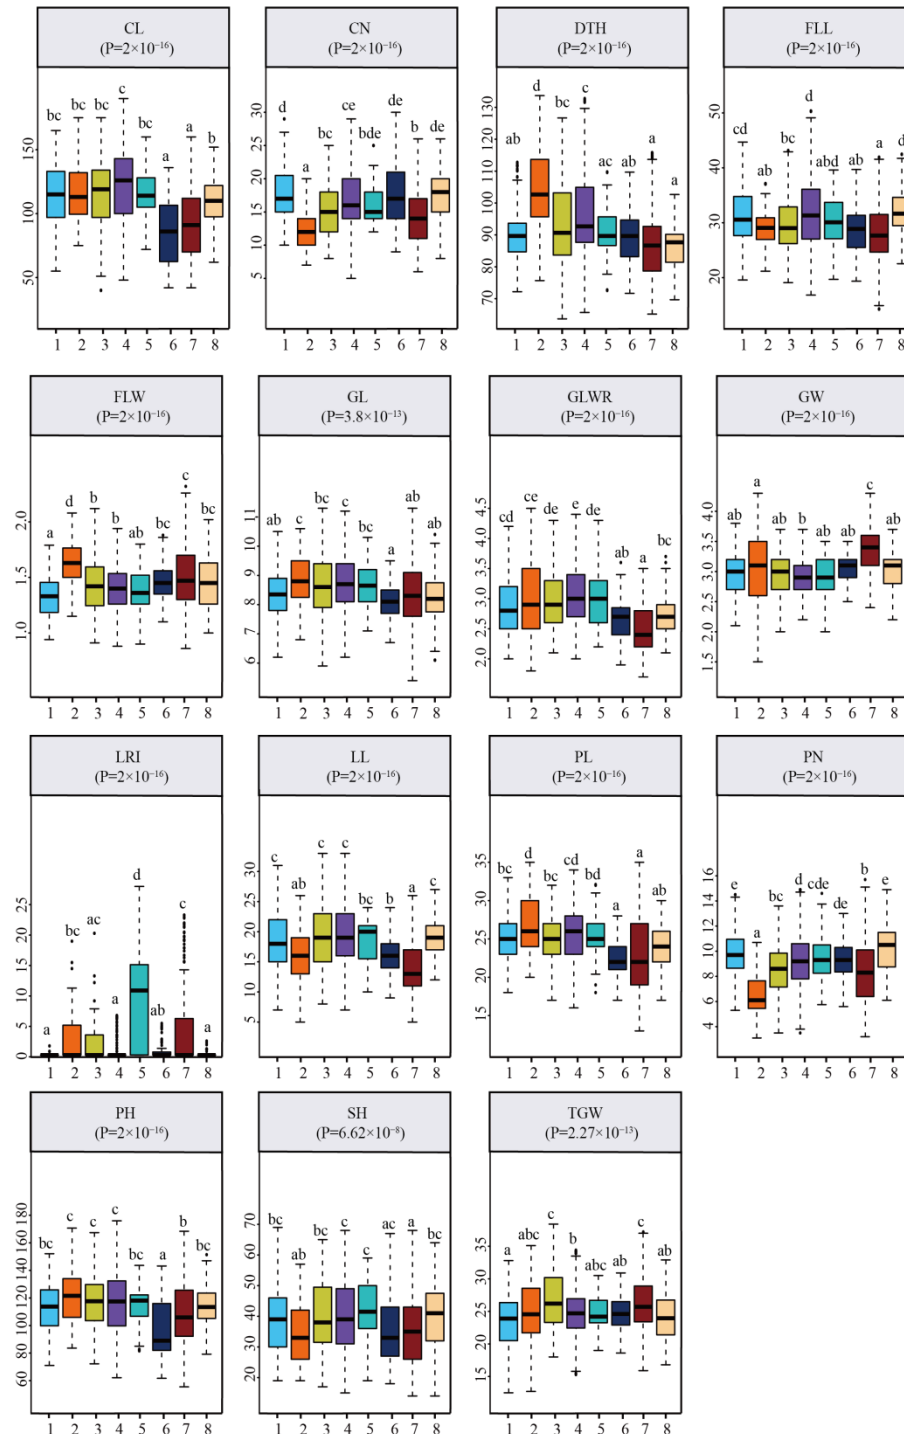 CL CN DTH FLL
(P=2×10⁻¹⁶) (P=2×10⁻¹⁶) (P=2×10⁻¹⁶) (P=2×10⁻¹⁶)
bc bc bc c bc a a b
50 100 150
1 2 3 4 5 6 7 8
d a bc ce bde de b de
5 10 15 20 25 30
1 2 3 4 5 6 7 8
ab d bc c ac ab a a
70 80 90 100 110 120 130
1 2 3 4 5 6 7 8
cd ab bc d abd ab a d
20 30 40 50
1 2 3 4 5 6 7 8
FLW GL GLWR GW
(P=2×10⁻¹⁶) (P=3.8×10⁻¹³) (P=2×10⁻¹⁶) (P=2×10⁻¹⁶)
a d b b ab bc c bc
1.0 1.5 2.0
1 2 3 4 5 6 7 8
ab c bc c bc a bc ab
6 7 8 9 10 11
1 2 3 4 5 6 7 8
cd ce de e de ab a bc
2.0 2.5 3.0 3.5 4.0 4.5
1 2 3 4 5 6 7 8
ab a ab b ab ab c ab
1.5 2.0 2.5 3.0 3.5 4.0
1 2 3 4 5 6 7 8
LRI LL PL PN
(P=2×10⁻¹⁶) (P=2×10⁻¹⁶) (P=2×10⁻¹⁶) (P=2×10⁻¹⁶)
a bc ac a d ab c a
0 5 10 15 20 25
1 2 3 4 5 6 7 8
c ab c c bc b a c
5 10 15 20 25 30
1 2 3 4 5 6 7 8
bc d bc cd bd a a ab
15 20 25 30 35
1 2 3 4 5 6 7 8
e a bc d cde de b e
4 6 8 10 12 14 16
1 2 3 4 5 6 7 8
PH SH TGW
(P=2×10⁻¹⁶) (P=6.62×10⁻⁸) (P=2.27×10⁻¹³)
bc c c c bc a b bc
60 80 100 120 140 160 180
1 2 3 4 5 6 7 8
bc ab bc c c ac a bc
20 30 40 50 60 70
1 2 3 4 5 6 7 8
a abc c b abc ab c a
15 20 25 30 35
1 2 3 4 5 6 7 8